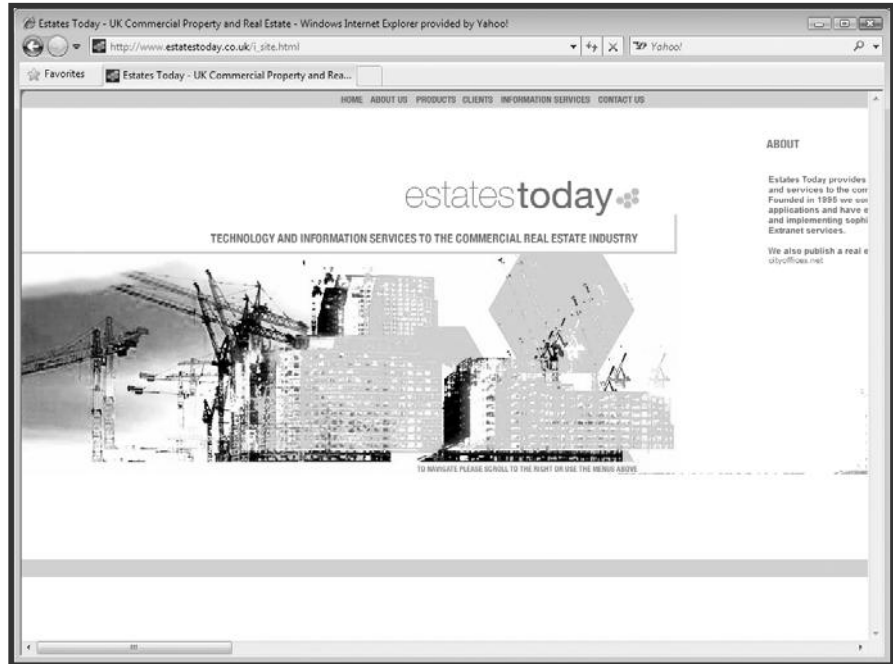 Estates Today - UK Commercial Property and Real Estate - Windows Internet Explorer provided by Yahoo!
http://www.estatestoday.co.uk/i_site.html
Yahoo!
Favorites
Estates Today - UK Commercial Property and Rea...
HOME ABOUT US PRODUCTS CLIENTS INFORMATION SERVICES CONTACT US
estatestoday
TECHNOLOGY AND INFORMATION SERVICES TO THE COMMERCIAL REAL ESTATE INDUSTRY
TO NAVIGATE PLEASE SCROLL TO THE RIGHT OR USE THE MENUS ABOVE
ABOUT
Estates Today provides
and services to the com
Founded in 1995 we
applications and have e
and implementing sophi
Extranet services.
We also publish a real e
cityoffices.net